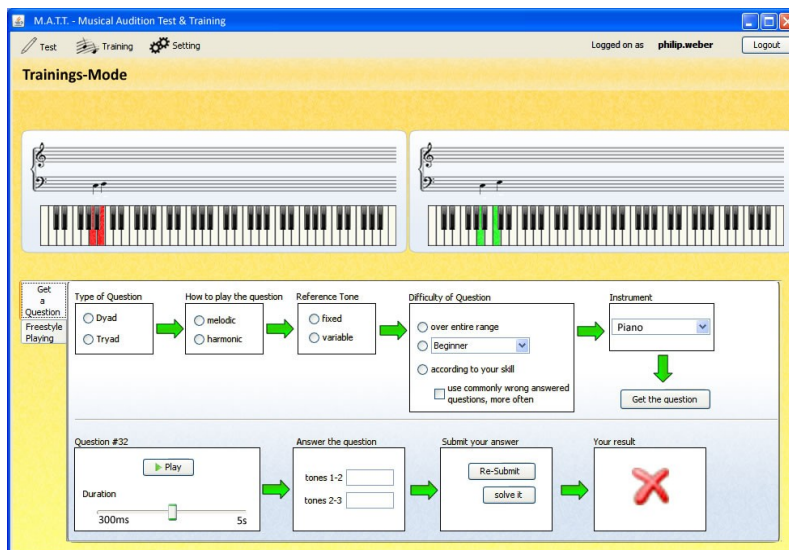 M.A.T.T. - Musical Audition Test & Training
Test
Training
Setting
Logged on as philip.weber
Logout
Trainings-Mode
Get
a
Question
Freestyle
Playing
Type of Question
Dyad
Tryad
How to play the question
melodic
harmonic
Reference Tone
fixed
variable
Difficulty of Question
over entire range
Beginner
according to your skill
use commonly wrong answered
questions, more often
Instrument
Piano
Get the question
Question #32
Play
Duration
300ms 5s
Answer the question
tones 1-2
tones 2-3
Submit your answer
Re-Submit
solve it
Your result